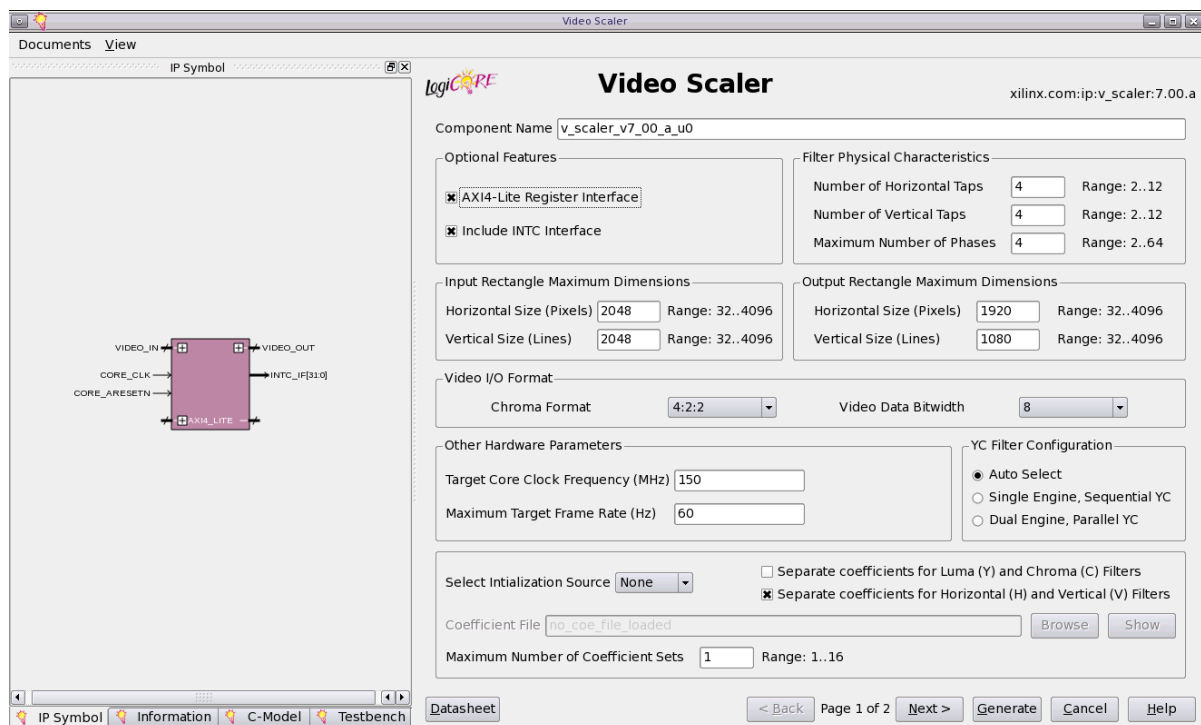 Video Scaler
Documents View
IP Symbol
VIDEO_IN
VIDEO_OUT
CORE_CLK
INTC_IF[31:0]
CORE_ARESETN
AXI4_LITE
IP Symbol Information C-Model Testbench
LogiCORE
Video Scaler
xilinx.com:ip:v_scaler:7.00.a
Component Name v_scaler_v7_00_a_u0
Optional Features
AXI4-Lite Register Interface
Include INTC Interface
Filter Physical Characteristics
Number of Horizontal Taps 4 Range: 2..12
Number of Vertical Taps 4 Range: 2..12
Maximum Number of Phases 4 Range: 2..64
Input Rectangle Maximum Dimensions
Horizontal Size (Pixels) 2048 Range: 32..4096
Vertical Size (Lines) 2048 Range: 32..4096
Output Rectangle Maximum Dimensions
Horizontal Size (Pixels) 1920 Range: 32..4096
Vertical Size (Lines) 1080 Range: 32..4096
Video I/O Format
Chroma Format 4:2:2 Video Data Bitwidth 8
Other Hardware Parameters
Target Core Clock Frequency (MHz) 150
Maximum Target Frame Rate (Hz) 60
YC Filter Configuration
Auto Select
Single Engine, Sequential YC
Dual Engine, Parallel YC
Select Intialization Source None
Separate coefficients for Luma (Y) and Chroma (C) Filters
Separate coefficients for Horizontal (H) and Vertical (V) Filters
Coefficient File no_coe_file_loaded Browse Show
Maximum Number of Coefficient Sets 1 Range: 1..16
Datasheet < Back Page 1 of 2 Next > Generate Cancel Help